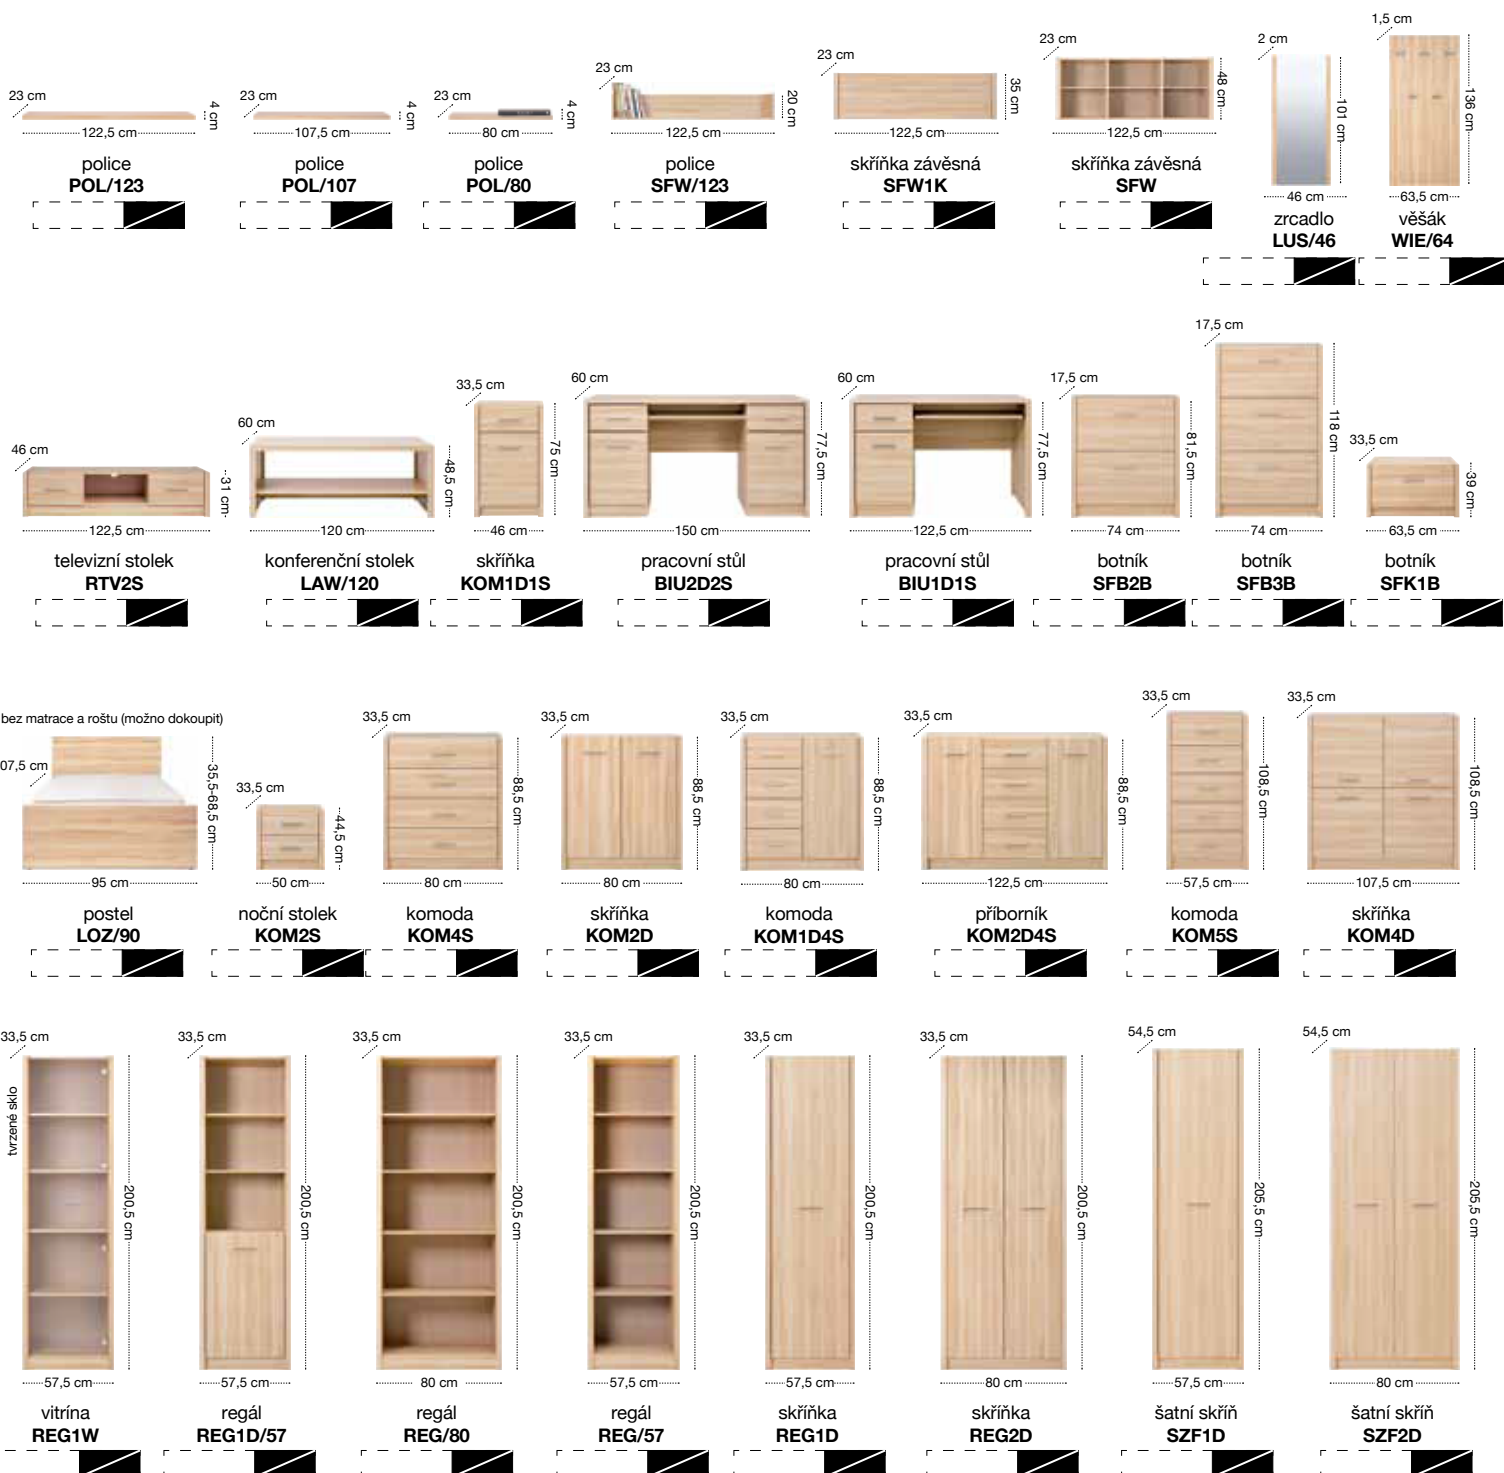 23 cm
4 cm
122,5 cm
police
POL/123
23 cm
4 cm
107,5 cm
police
POL/107
23 cm
4 cm
80 cm
police
POL/80
23 cm
20 cm
122,5 cm
police
SFW/123
23 cm
35 cm
122,5 cm
skříňka závěsná
SFW1K
23 cm
48 cm
122,5 cm
skříňka závěsná
SFW
2 cm
101 cm
46 cm
zrcadlo
LUS/46
1,5 cm
136 cm
63,5 cm
věšák
WIE/64
46 cm
31 cm
122,5 cm
televizní stolek
RTV2S
60 cm
48,5 cm
120 cm
konferenční stolek
LAW/120
33,5 cm
75 cm
46 cm
skříňka
KOM1D1S
60 cm
77,5 cm
150 cm
pracovní stůl
BIU2D2S
60 cm
77,5 cm
122,5 cm
pracovní stůl
BIU1D1S
17,5 cm
81,5 cm
74 cm
botník
SFB2B
17,5 cm
118 cm
74 cm
botník
SFB3B
33,5 cm
39 cm
63,5 cm
botník
SFK1B
bez matrace a roštu (možno dokoupit)
07,5 cm
35,5-68,5 cm
95 cm
postel
LOZ/90
33,5 cm
44,5 cm
50 cm
noční stolek
KOM2S
33,5 cm
88,5 cm
80 cm
komoda
KOM4S
33,5 cm
88,5 cm
80 cm
skříňka
KOM2D
33,5 cm
88,5 cm
80 cm
komoda
KOM1D4S
33,5 cm
88,5 cm
122,5 cm
příborník
KOM2D4S
33,5 cm
108,5 cm
57,5 cm
komoda
KOM5S
33,5 cm
108,5 cm
107,5 cm
skříňka
KOM4D
33,5 cm
tvrzené sklo
200,5 cm
57,5 cm
vitrína
REG1W
33,5 cm
200,5 cm
57,5 cm
regál
REG1D/57
33,5 cm
200,5 cm
80 cm
regál
REG/80
33,5 cm
200,5 cm
57,5 cm
regál
REG/57
33,5 cm
200,5 cm
57,5 cm
skříňka
REG1D
33,5 cm
200,5 cm
80 cm
skříňka
REG2D
54,5 cm
205,5 cm
57,5 cm
šatní skříň
SZF1D
54,5 cm
205,5 cm
80 cm
šatní skříň
SZF2D